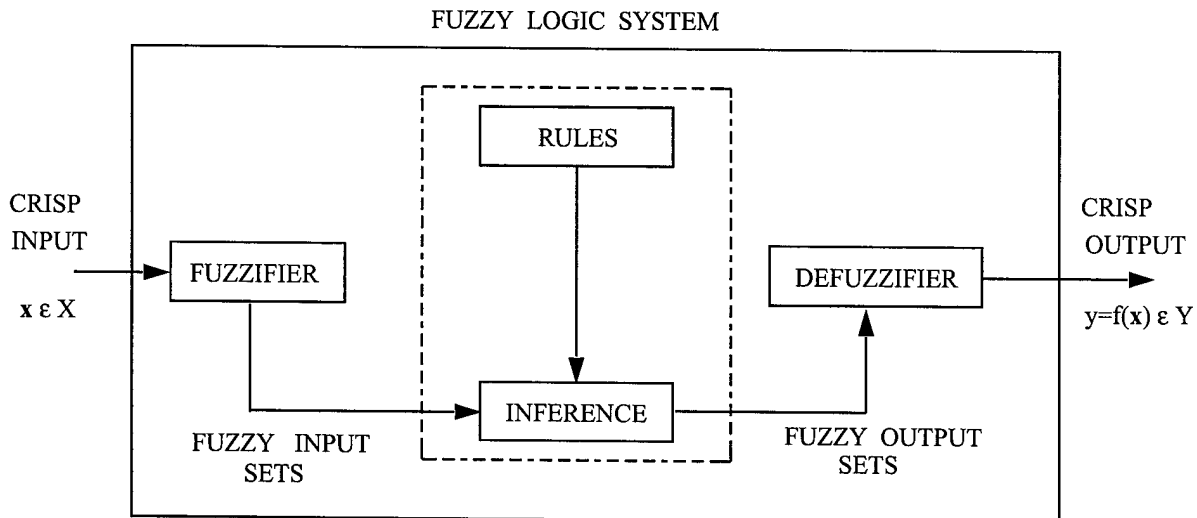 FUZZY LOGIC SYSTEM
RULES
CRISP
INPUT
x ε X
FUZZIFIER
DEFUZZIFIER
CRISP
OUTPUT
y=f(x) ε Y
INFERENCE
FUZZY INPUT
SETS
FUZZY OUTPUT
SETS